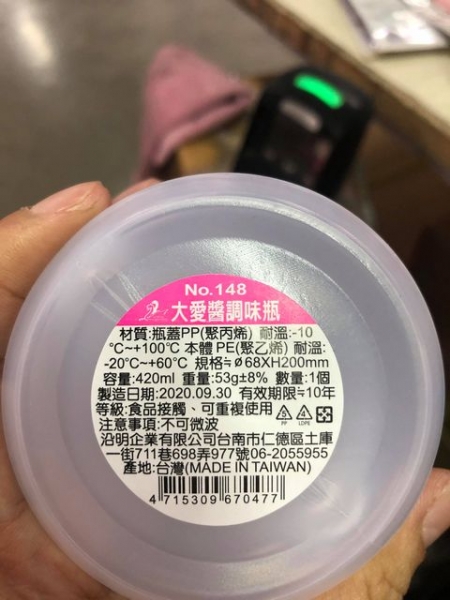 No.148
大愛醬調味瓶
材質:瓶蓋PP(聚丙烯) 耐溫:-10
℃~+100℃ 本體 PE(聚乙烯) 耐溫:
-20℃~+60℃ 規格≒ø68XH200mm
容量:420ml 重量:53g±8% 數量:1個
製造日期:2020.09.30 有效期限≒10年
等級:食品接觸、可重複使用
注意事項:不可微波
PP LDPE
沿明企業有限公司台南市仁德區土庫
一街711巷698弄977號06-2055955
產地:台灣(MADE IN TAIWAN)
4 715309 670477